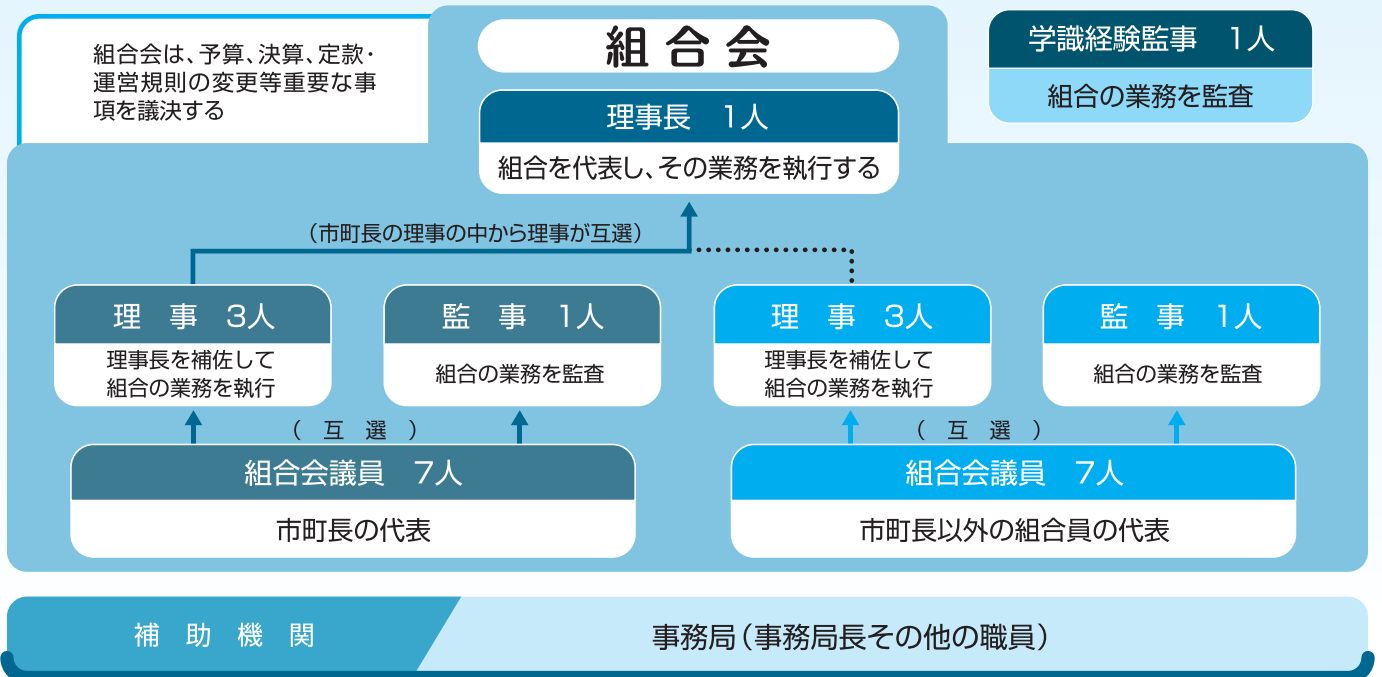 組合会は、予算、決算、定款・
運営規則の変更等重要な事
項を議決する
組合会
学識経験監事 1人
組合の業務を監査
理事長 1人
組合を代表し、その業務を執行する
（市町長の理事の中から理事が互選）
理 事 3人
理事長を補佐して
組合の業務を執行
監 事 1人
組合の業務を監査
理 事 3人
理事長を補佐して
組合の業務を執行
監 事 1人
組合の業務を監査
（ 互 選 ）
組合会議員 7人
市町長の代表
（ 互 選 ）
組合会議員 7人
市町長以外の組合員の代表
補 助 機 関
事務局（事務局長その他の職員）